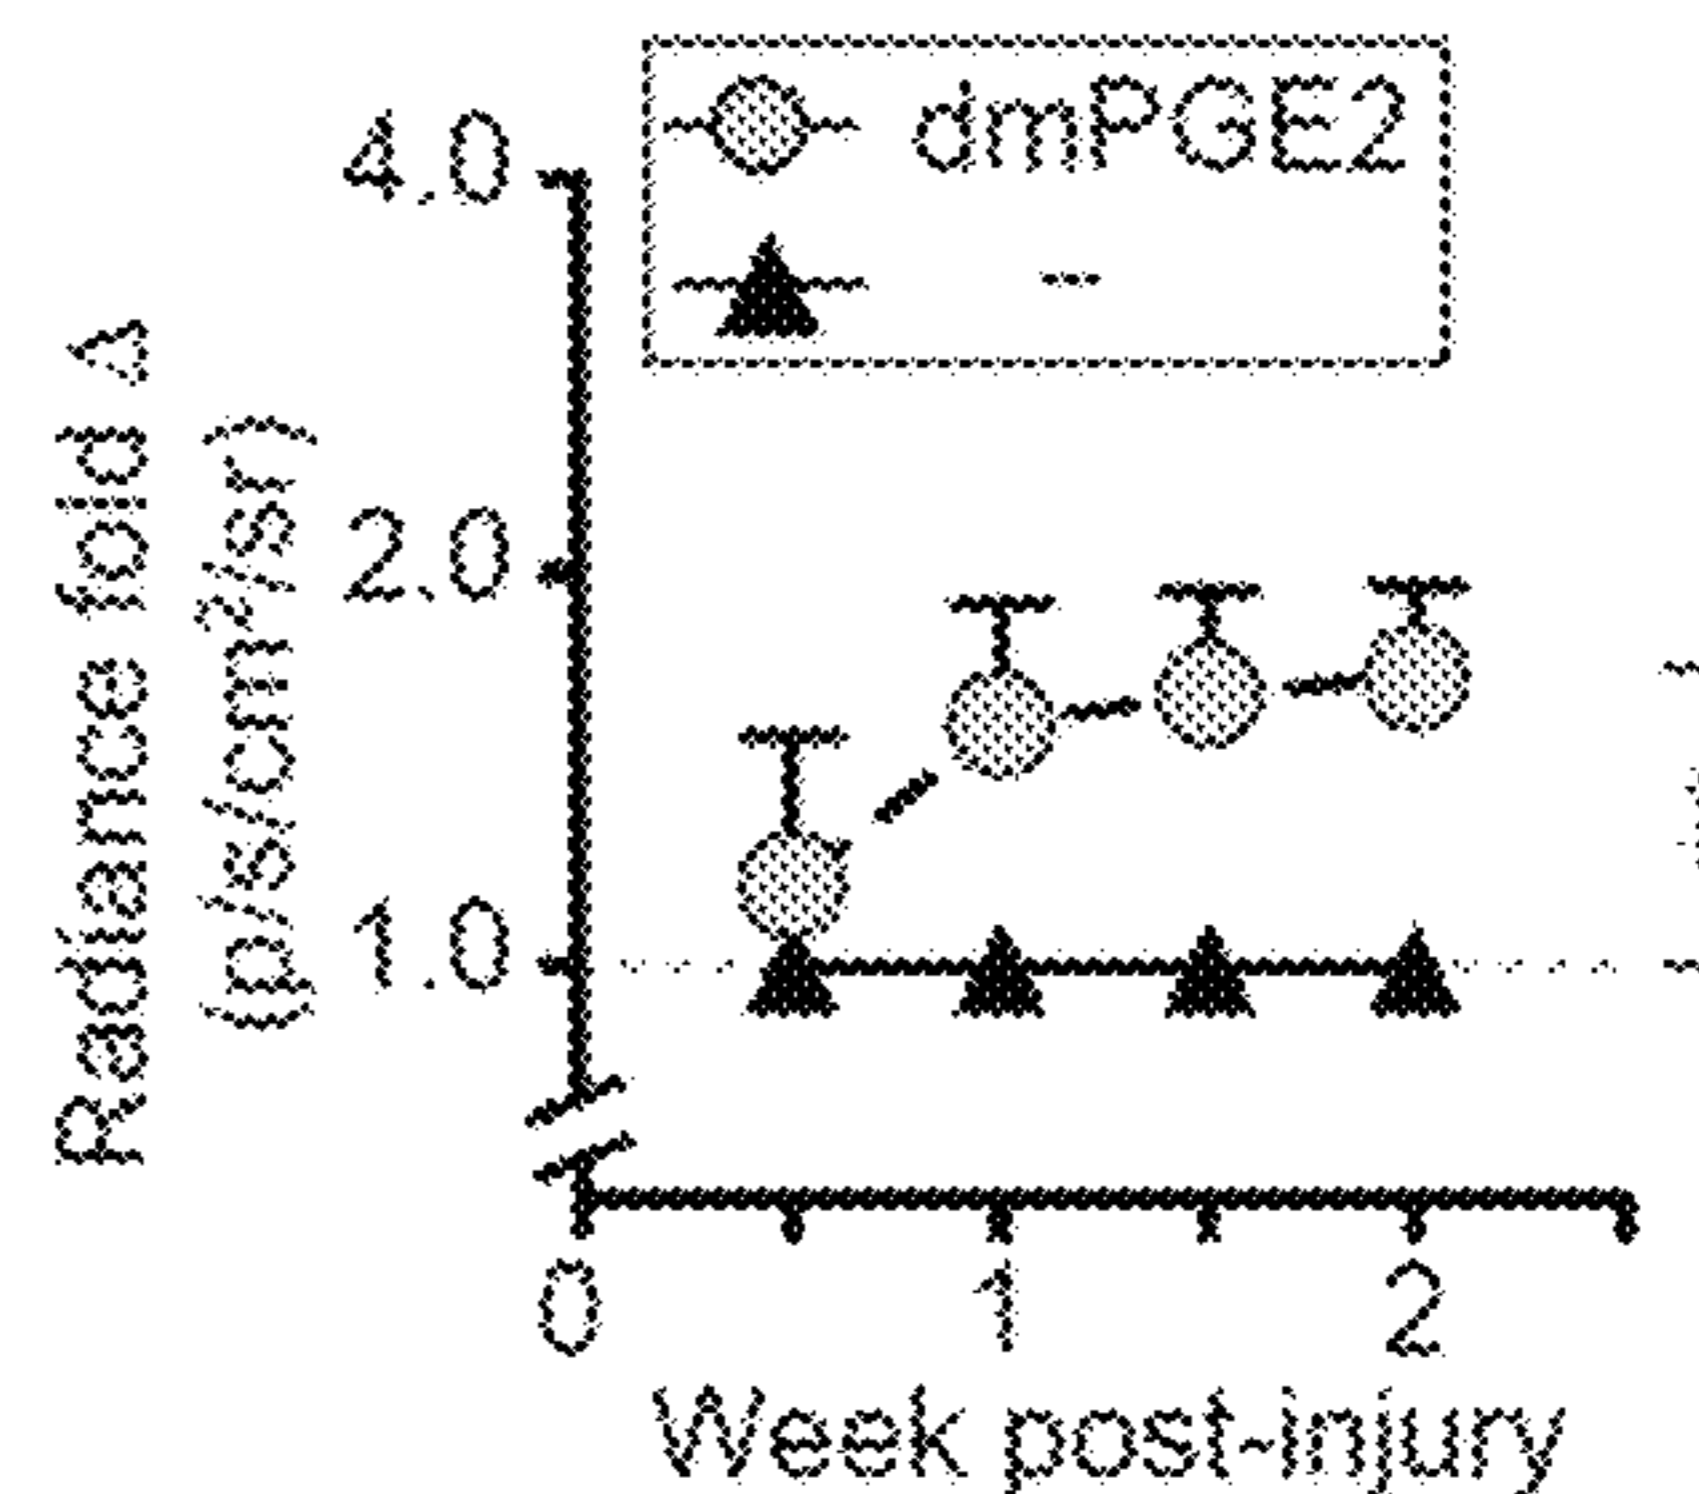 dmPGE2
-
Radiance fold Δ
(p/s/cm²/sr)
4.0
2.0
1.0
0 1 2
Week post-injury